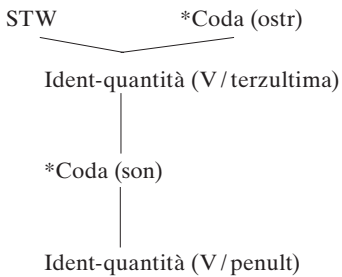 STW *Coda (ostr)
Ident-quantità (V/terzultima)
*Coda (son)
Ident-quantità (V/penult)